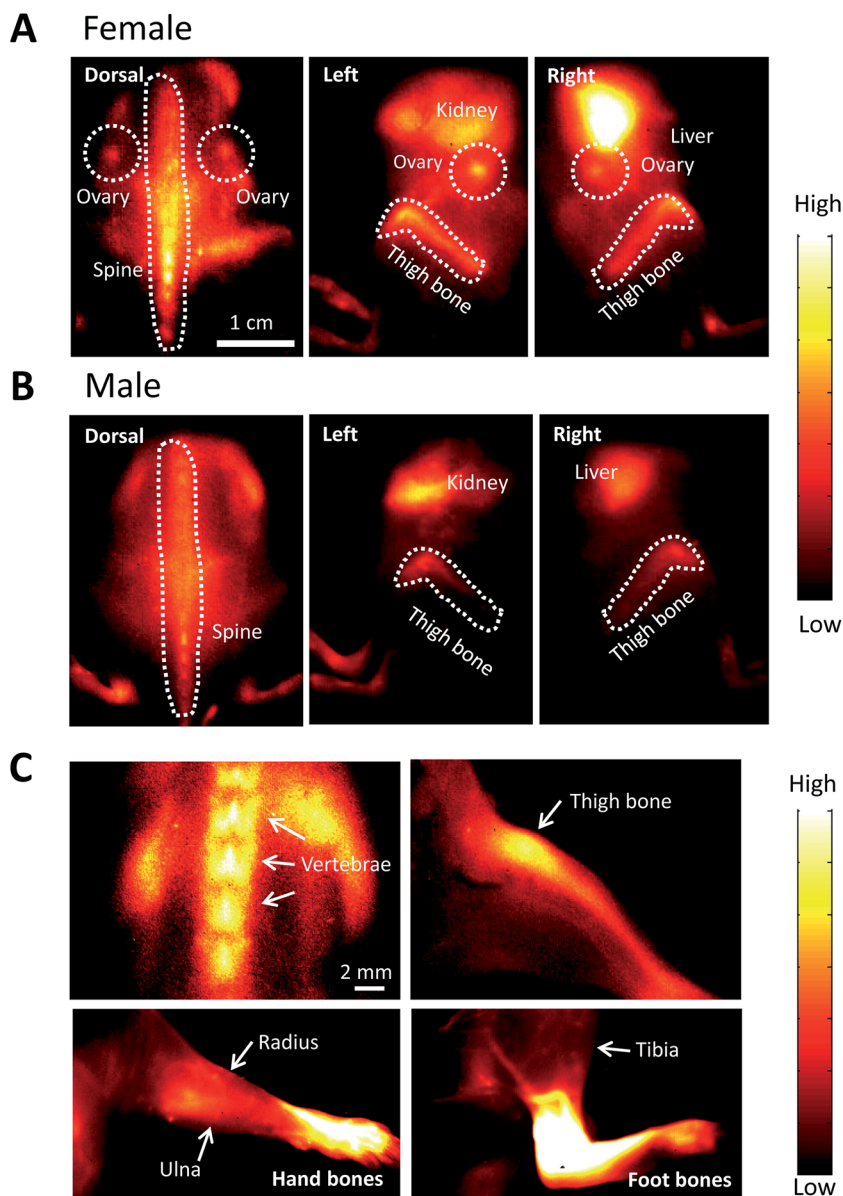 A Female
Dorsal
Ovary
Ovary
Spine
1 cm
Left
Kidney
Ovary
Thigh bone
Right
Liver
Ovary
Thigh bone
High
Low
B Male
Dorsal
Spine
Left
Kidney
Thigh bone
Right
Liver
Thigh bone
C
Vertebrae
2 mm
Thigh bone
Radius
Ulna
Hand bones
Tibia
Foot bones
High
Low